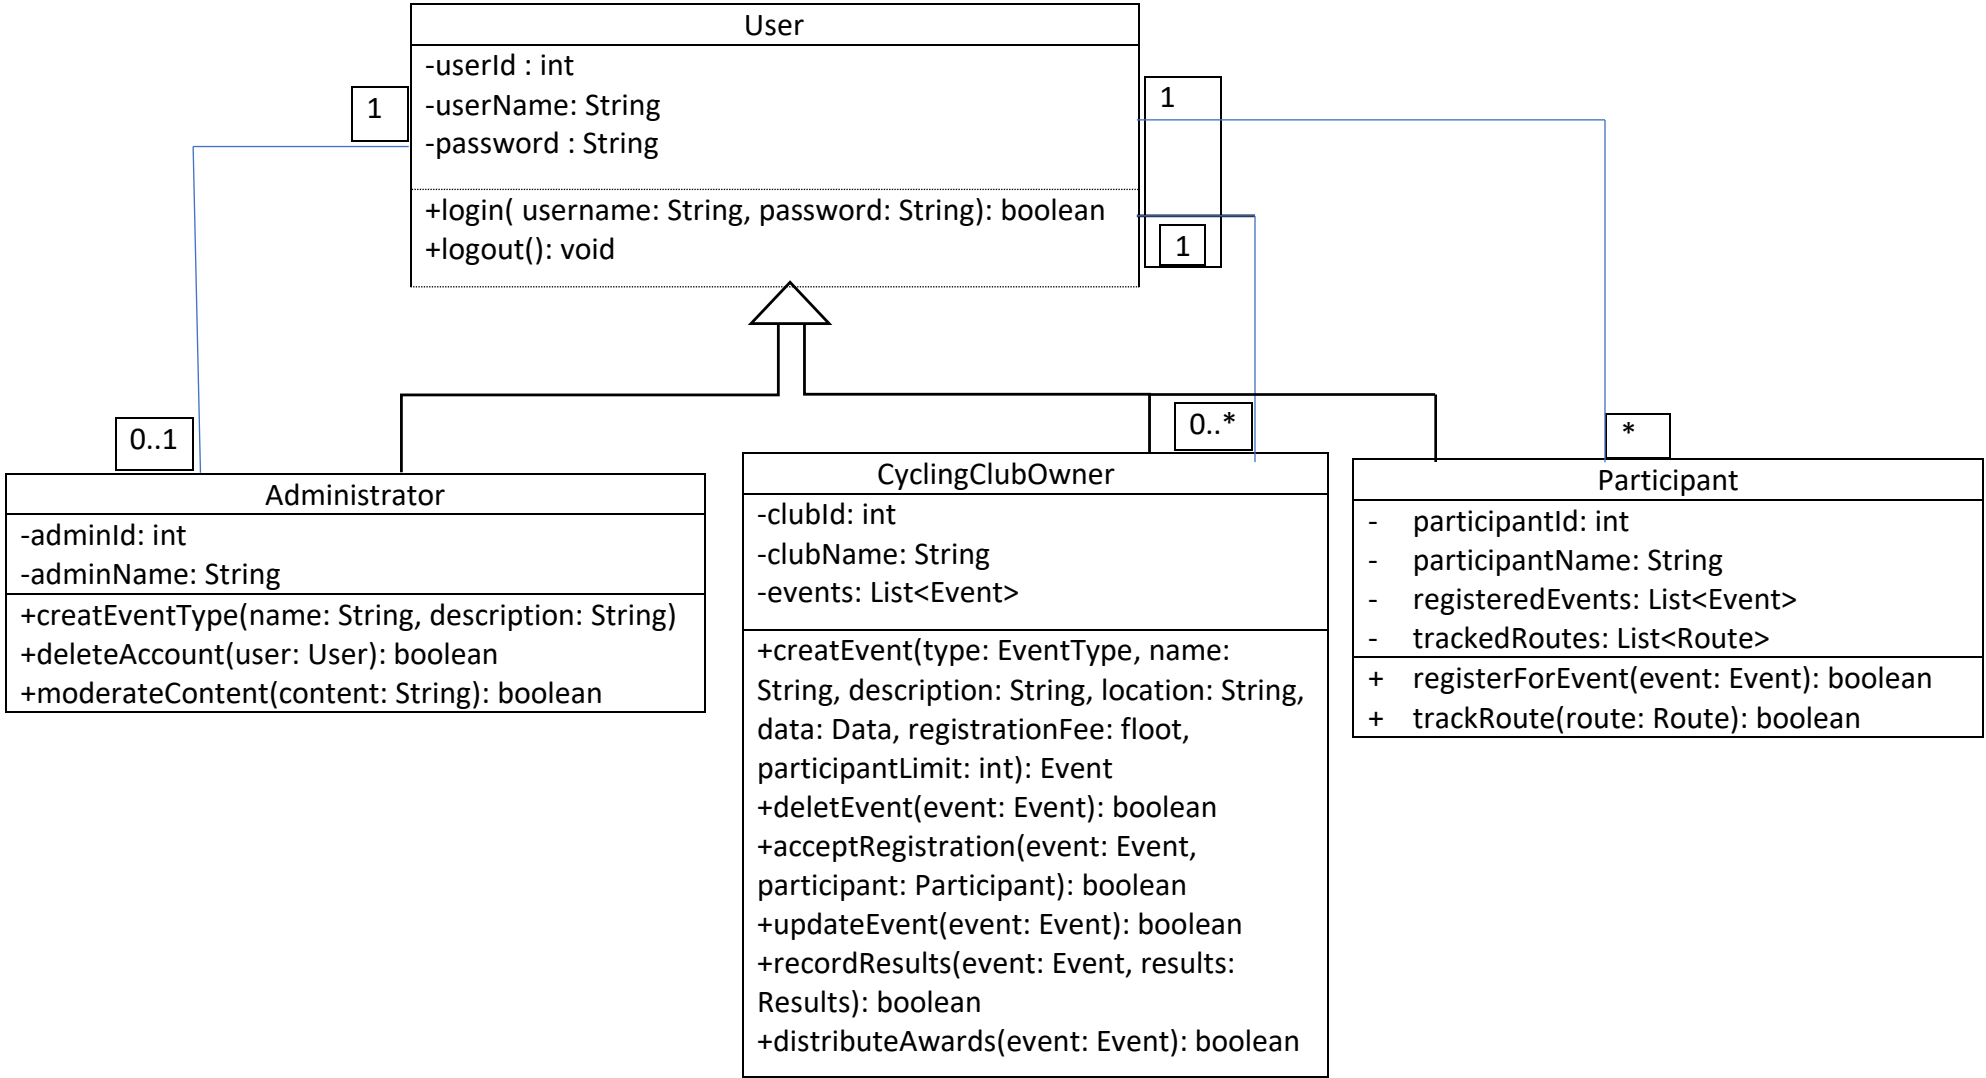 User
-userId : int
-userName: String
-password : String
+login( username: String, password: String): boolean
+logout(): void
1
1
1
0..1
0..*
*
Administrator
-adminId: int
-adminName: String
+creatEventType(name: String, description: String)
+deleteAccount(user: User): boolean
+moderateContent(content: String): boolean
CyclingClubOwner
-clubId: int
-clubName: String
-events: List<Event>
+creatEvent(type: EventType, name:
String, description: String, location: String,
data: Data, registrationFee: floot,
participantLimit: int): Event
+deletEvent(event: Event): boolean
+acceptRegistration(event: Event,
participant: Participant): boolean
+updateEvent(event: Event): boolean
+recordResults(event: Event, results:
Results): boolean
+distributeAwards(event: Event): boolean
Participant
- participantId: int
- participantName: String
- registeredEvents: List<Event>
- trackedRoutes: List<Route>
+ registerForEvent(event: Event): boolean
+ trackRoute(route: Route): boolean